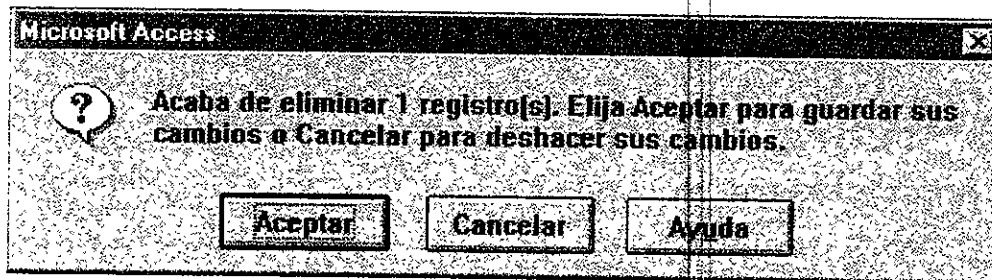 Microsoft Access
?
Acaba de eliminar 1 registro(s). Elija Aceptar para guardar sus
cambios o Cancelar para deshacer sus cambios.
Aceptar Cancelar Ayuda